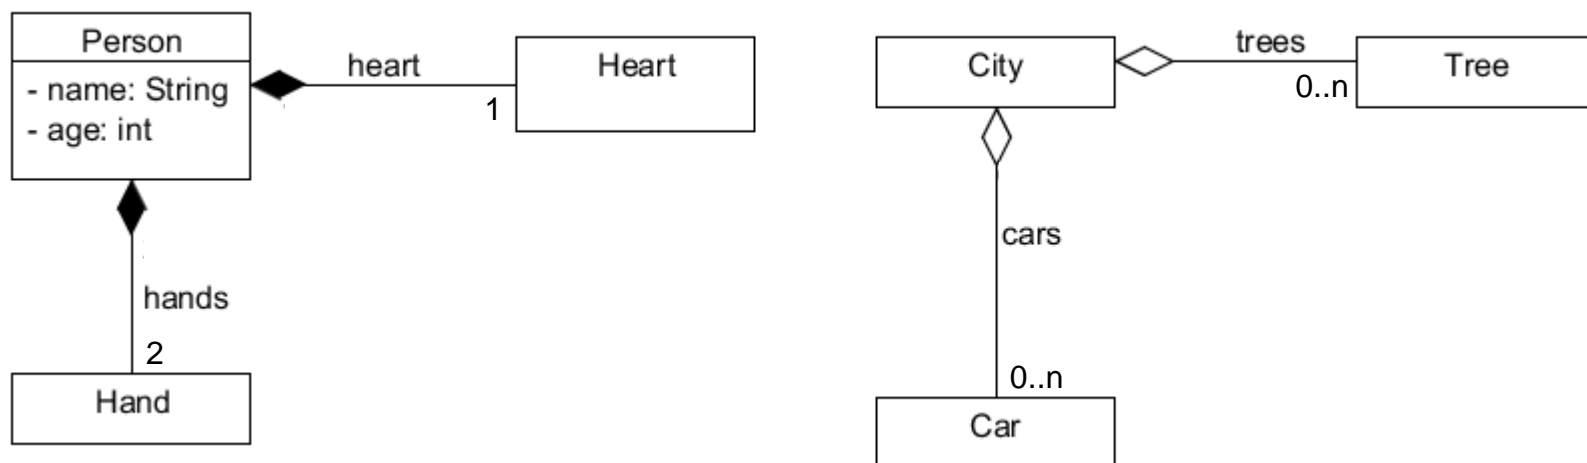 Person
- name: String
- age: int
heart
1
Heart
hands
2
Hand
City
trees
0..n
Tree
cars
0..n
Car